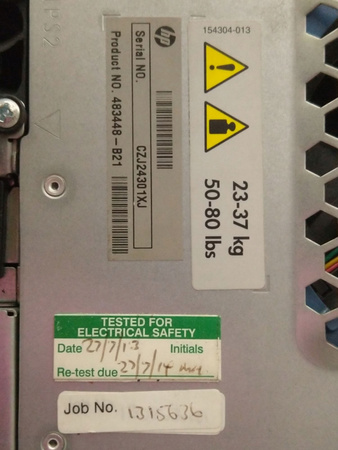 PS2
hp
Serial NO. CZJ24301XJ
Product NO. 483448-B21
154304-013
23-37 kg
50-80 lbs
TESTED FOR
ELECTRICAL SAFETY
Date 27/7/13 Initials
Re-test due 27/7/14
Job No. 1315636